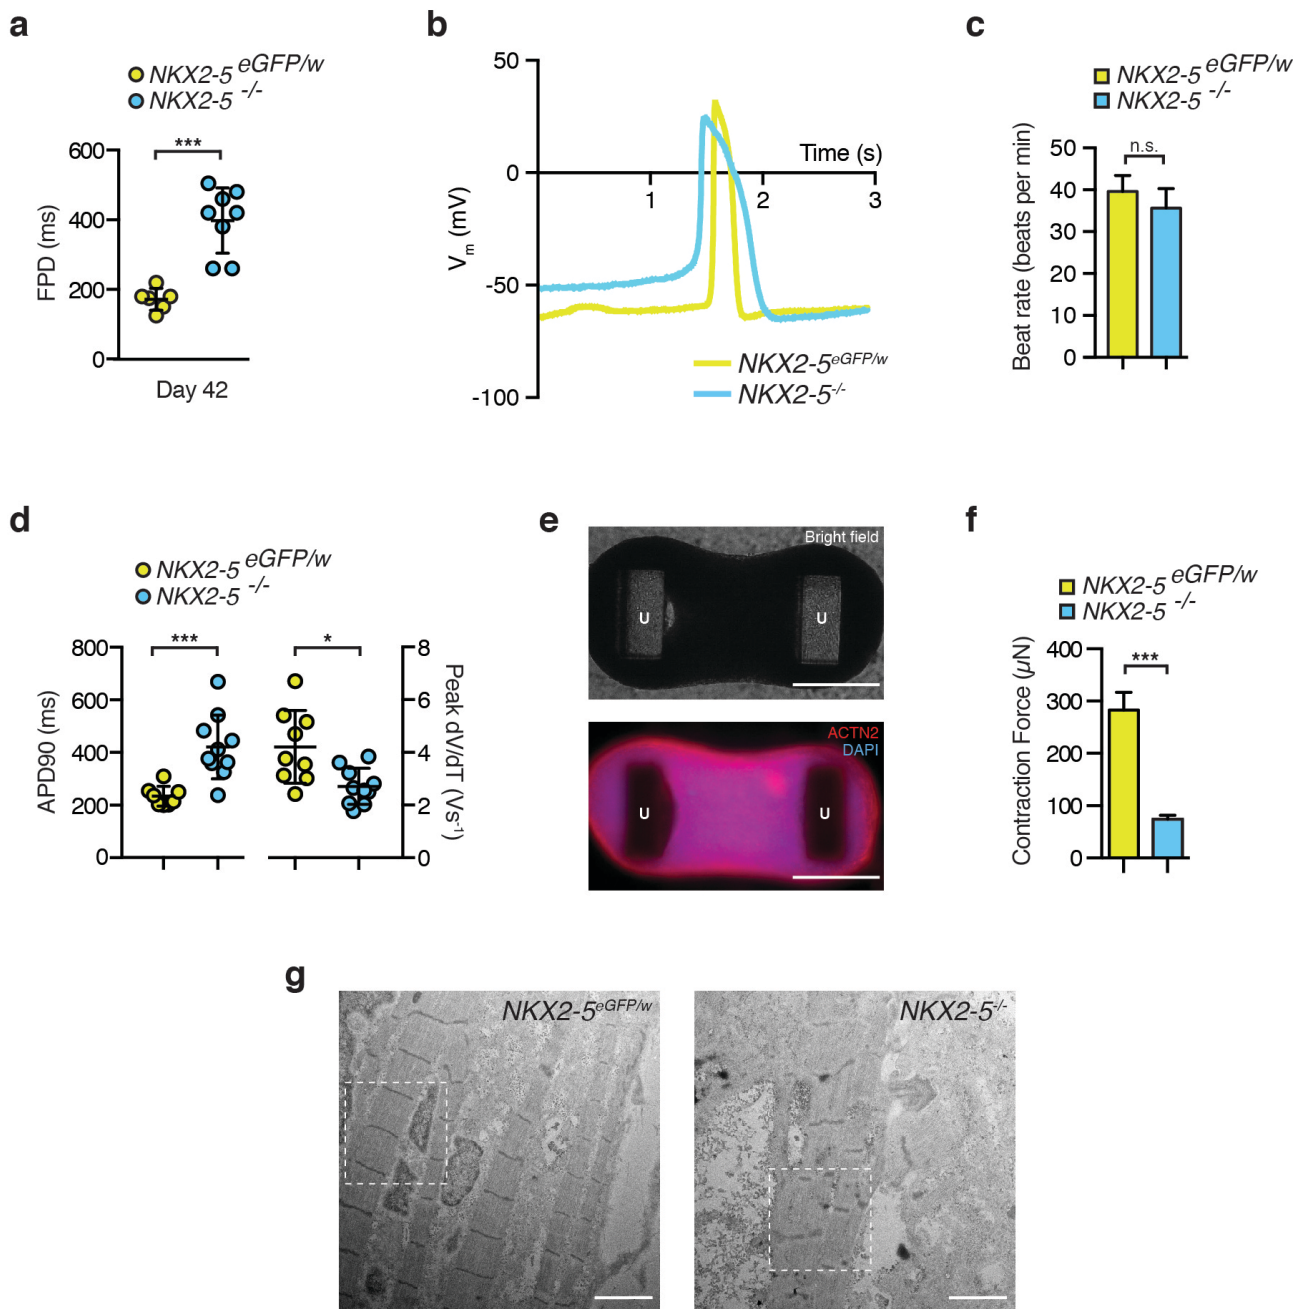 a
NKX2-5 eGFP/w
NKX2-5 -/-
***
600
400
200
0
FPD (ms)
Day 42
b
50
0
-50
-100
Vm (mV)
Time (s)
1
2
3
NKX2-5eGFP/w
NKX2-5-/-
c
NKX2-5 eGFP/w
NKX2-5 -/-
n.s.
50
40
30
20
10
0
Beat rate (beats per min)
d
NKX2-5 eGFP/w
NKX2-5 -/-
***
*
800
600
400
200
0
APD90 (ms)
8
6
4
2
0
Peak dV/dT (Vs-1)
e
Bright field
U
U
ACTN2
DAPI
U
U
f
NKX2-5 eGFP/w
NKX2-5 -/-
***
400
300
200
100
0
Contraction Force (µN)
g
NKX2-5eGFP/w
NKX2-5-/-